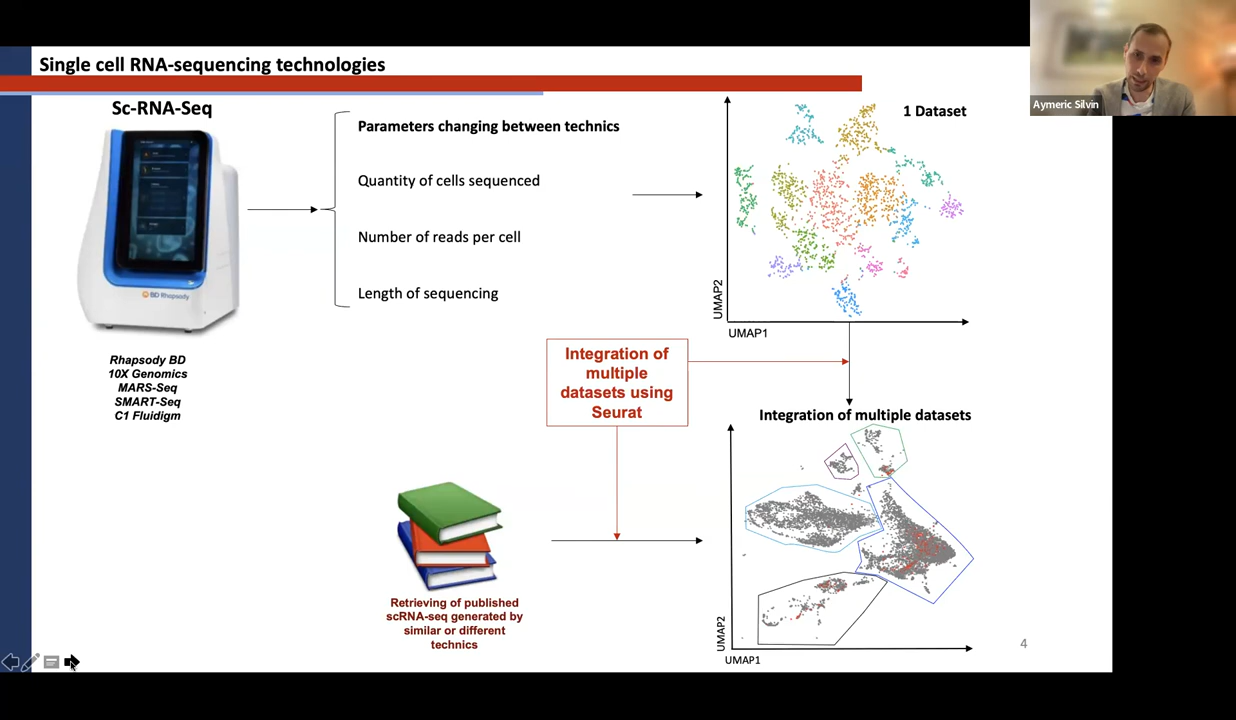 Single cell RNA-sequencing technologies
Aymeric Silvin
Sc-RNA-Seq
BD Rhapsody
Rhapsody BD
10X Genomics
MARS-Seq
SMART-Seq
C1 Fluidigm
Parameters changing between technics
Quantity of cells sequenced
Number of reads per cell
Length of sequencing
1 Dataset
UMAP2
UMAP1
Integration of
multiple
datasets using
Seurat
Integration of multiple datasets
Retrieving of published
scRNA-seq generated by
similar or different
technics
UMAP2
UMAP1
4